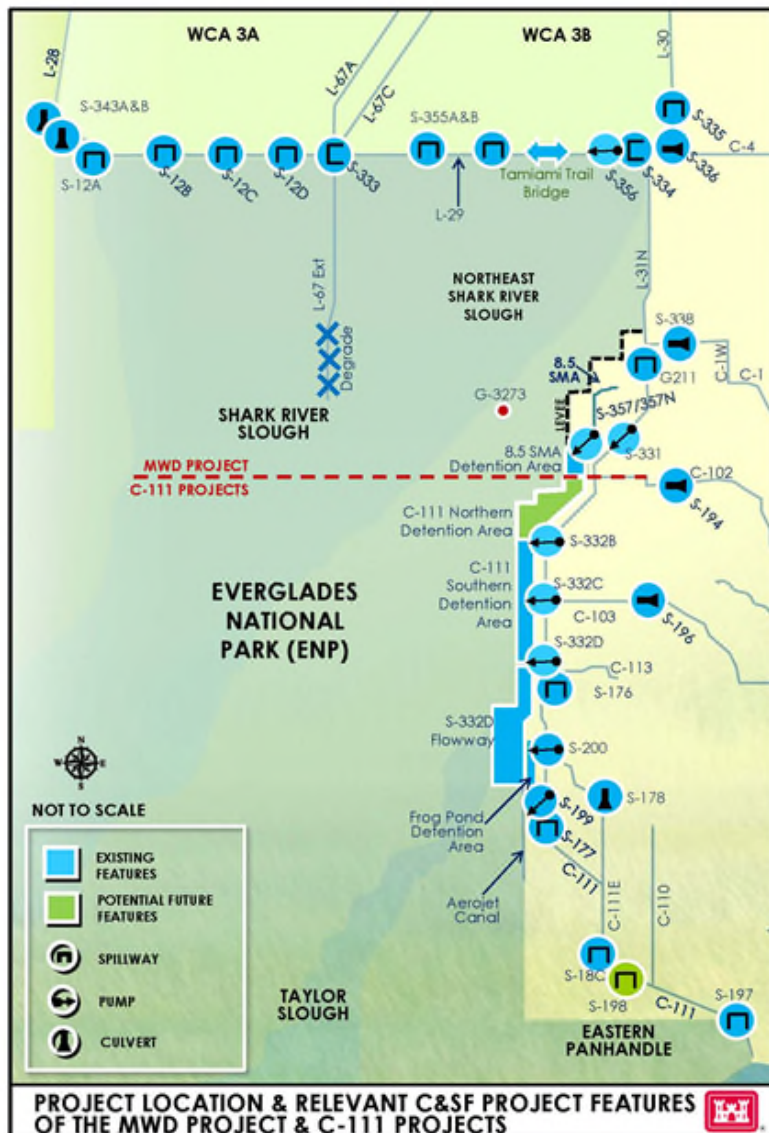 WCA 3A
WCA 3B
L-28
L-67A
L-67C
L-30
S-343A&B
S-355A&B
S-335
C-4
S-12A
S-12B
S-12C
S-12D
S-333
Tamiami Trail
Bridge
S-356
S-334
S-336
L-29
L-67 Ext
L-31N
NORTHEAST
SHARK RIVER
SLOUGH
Degrade
S-338
C-1W
C-1
8.5
SMA
G211
G-3273
LEVEE
S-357/357N
SHARK RIVER
SLOUGH
S-331
8.5 SMA
Detention Area
MWD PROJECT
C-111 PROJECTS
C-102
S-194
C-111 Northern
Detention Area
S-332B
C-111
Southern
Detention
Area
S-332C
C-103
S-196
EVERGLADES
NATIONAL
PARK (ENP)
S-332D
C-113
S-176
S-332D
Flowway
S-200
N
W
E
S
NOT TO SCALE
S-178
S-199
Frog Pond
Detention
Area
S-177
C-111
Aerojet
Canal
C-111E
C-110
EXISTING
FEATURES
POTENTIAL FUTURE
FEATURES
SPILLWAY
PUMP
CULVERT
TAYLOR
SLOUGH
S-18C
S-198
C-111
S-197
EASTERN
PANHANDLE
PROJECT LOCATION & RELEVANT C&SF PROJECT FEATURES
OF THE MWD PROJECT & C-111 PROJECTS